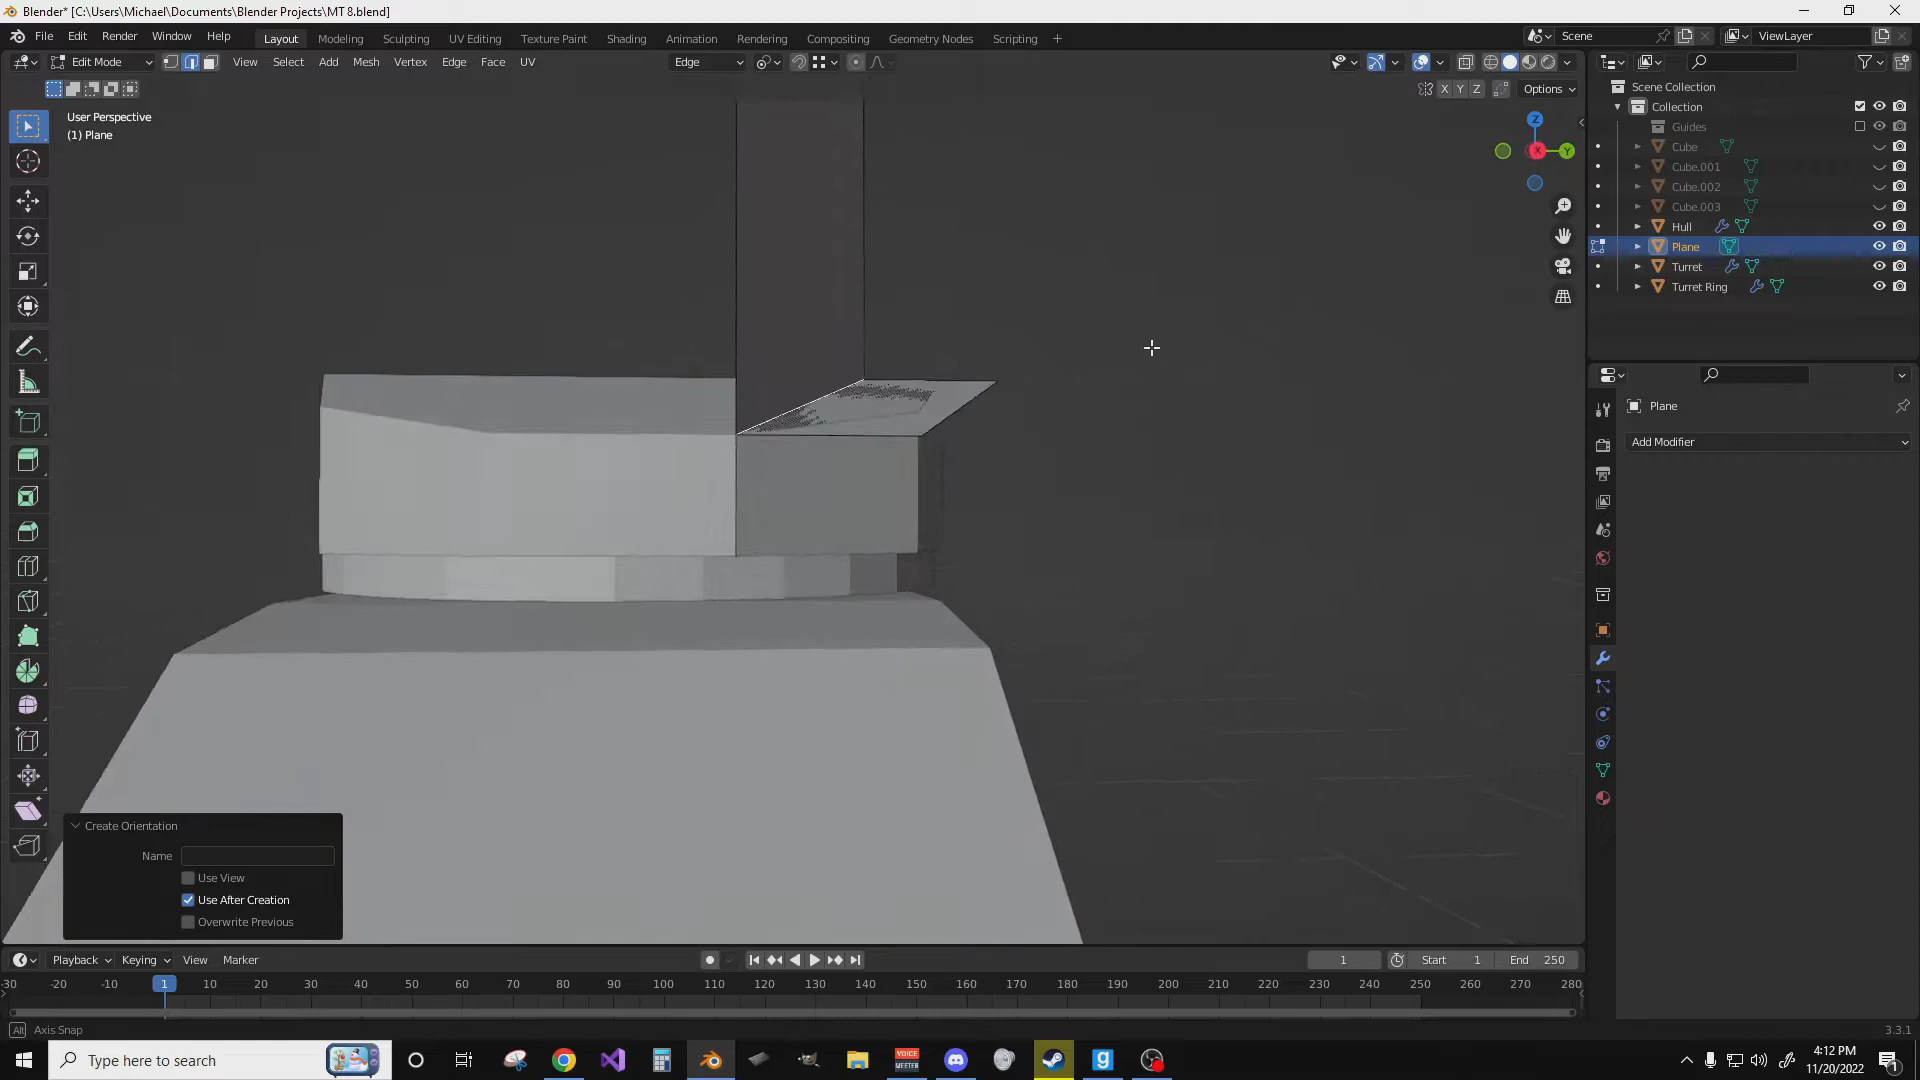 Blender* [C:\Users\Michael\Documents\Blender Projects\MT 8.blend]
File Edit Render Window Help Layout Modeling Sculpting UV Editing Texture Paint Shading Animation Rendering Compositing Geometry Nodes Scripting + Scene ViewLayer
Edit Mode View Select Add Mesh Vertex Edge Face UV Edge
X Y Z Options
User Perspective
(1) Plane
Z
X
Y
Scene Collection
Collection
Guides
Cube
Cube.001
Cube.002
Cube.003
Hull
Plane
Turret
Turret Ring
Plane
Add Modifier
Create Orientation
Name
Use View
Use After Creation
Overwrite Previous
Playback Keying View Marker 1 Start 1 End 250
-30 -20 -10 1 10 20 30 40 50 60 70 80 90 100 110 120 130 140 150 160 170 180 190 200 210 220 230 240 250 260 270 280
Alt Axis Snap 3.3.1
Type here to search
VOICE
MEETER
4:12 PM
11/20/2022
1